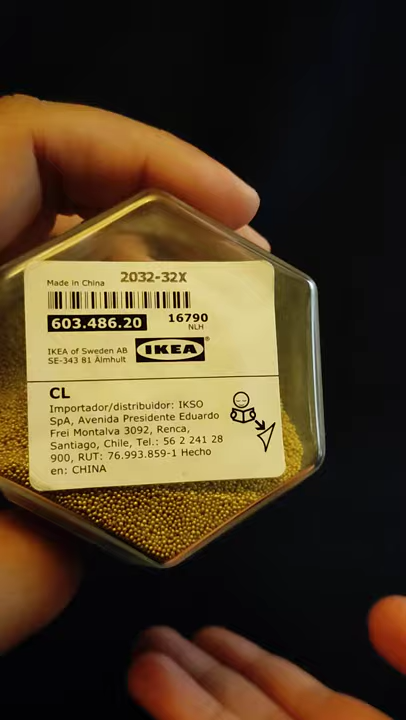 Made in China 2032-32X
603.486.20 16790
NLH
IKEA of Sweden AB
SE-343 81 Älmhult
IKEA
CL
Importador/distribuidor: IKSO
SpA, Avenida Presidente Eduardo
Frei Montalva 3092, Renca,
Santiago, Chile, Tel.: 56 2 241 28
900, RUT: 76.993.859-1 Hecho
en: CHINA